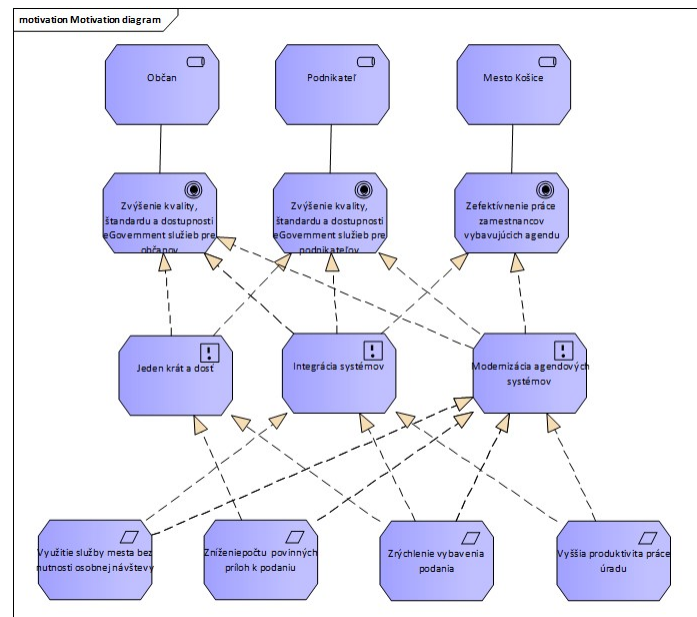 motivation Motivation diagram
Občan
Podnikateľ
Mesto Košice
Zvýšenie kvality,
štandardu a dostupnosti
eGovernment služieb pre
občanov
Zvýšenie kvality,
štandardu a dostupnosti
eGovernment služieb pre
podnikateľov
Zefektívnenie práce
zamestnancov
vybavujúcich agendu
Jeden krát a dosť
Integrácia systémov
Modernizácia agendových
systémov
Využitie služby mesta bez
nutnosti osobnej návštevy
Zníženiepočtu povinných
príloh k podaniu
Zrýchlenie vybavenia
podania
Vyššia produktivita práce
úradu